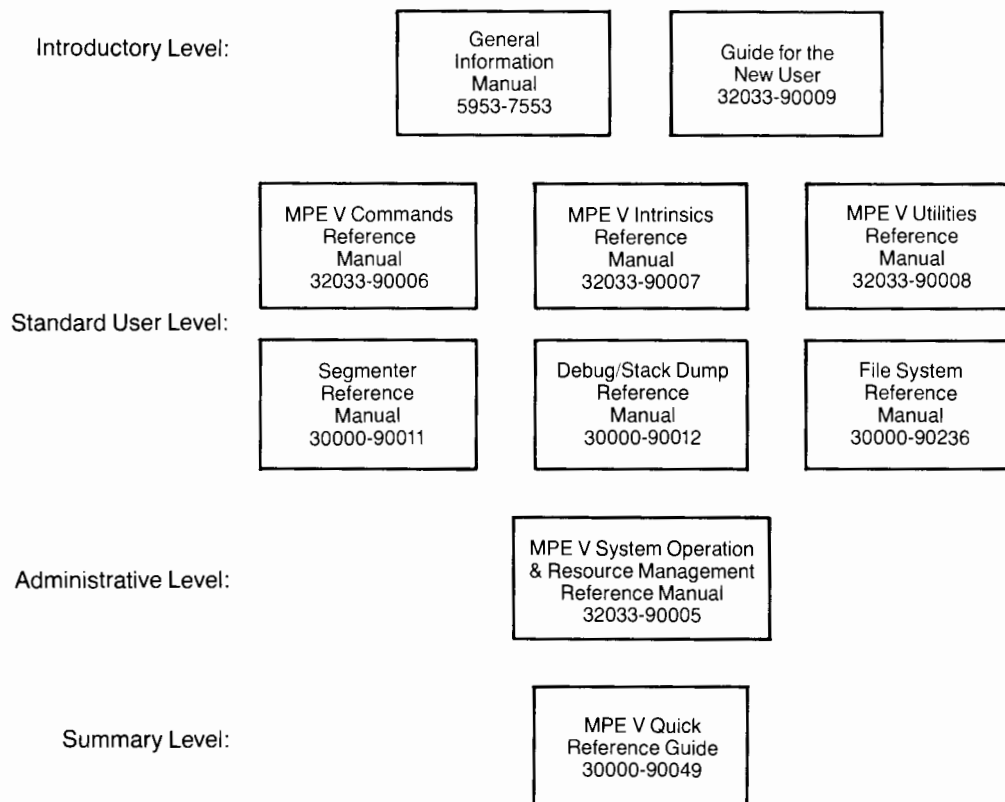 Introductory Level:
General
Information
Manual
5953-7553
Guide for the
New User
32033-90009
Standard User Level:
MPE V Commands
Reference
Manual
32033-90006
MPE V Intrinsics
Reference
Manual
32033-90007
MPE V Utilities
Reference
Manual
32033-90008
Segmenter
Reference
Manual
30000-90011
Debug/Stack Dump
Reference
Manual
30000-90012
File System
Reference
Manual
30000-90236
Administrative Level:
MPE V System Operation
& Resource Management
Reference Manual
32033-90005
Summary Level:
MPE V Quick
Reference Guide
30000-90049